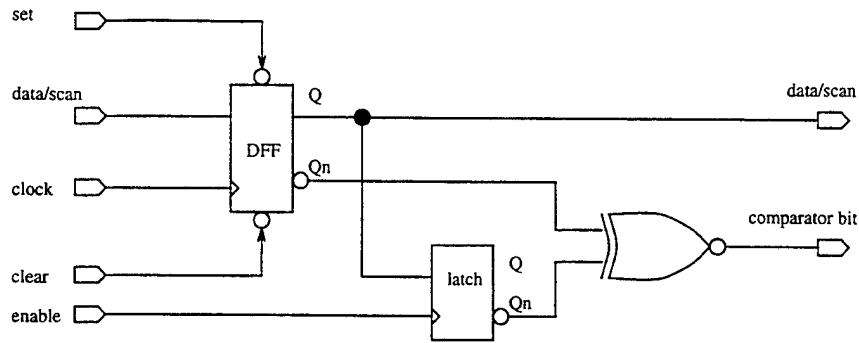 set
data/scan
Q
data/scan
DFF
Qn
clock
comparator bit
clear
latch
Q
Qn
enable